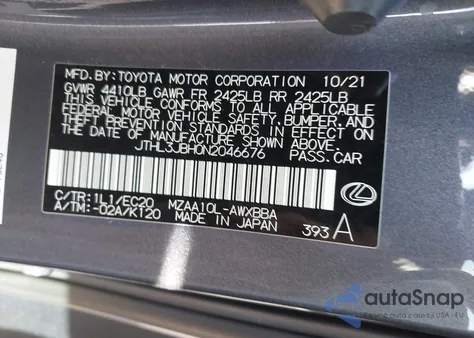 MFD. BY: TOYOTA MOTOR CORPORATION 10/21
GVWR 4410LB GAWR FR 2425LB RR 2425LB
THIS VEHICLE CONFORMS TO ALL APPLICABLE
FEDERAL MOTOR VEHICLE SAFETY, BUMPER, AND
THEFT PREVENTION STANDARDS IN EFFECT ON
THE DATE OF MANUFACTURE SHOWN ABOVE.
JTHL3JBH0N2046676 PASS.CAR
C/TR: 1L1/EC20 MZAA10L-AWXBBA
A/TM: -02A/K120 MADE IN JAPAN 393 A
autoSnap